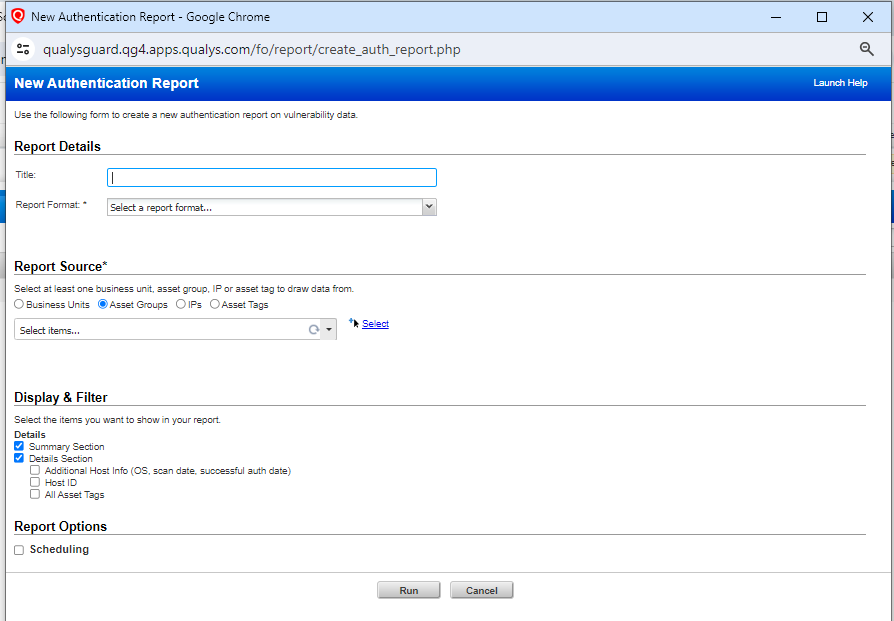 New Authentication Report - Google Chrome
qualysguard.qg4.apps.qualys.com/fo/report/create_auth_report.php
New Authentication Report
Launch Help
Use the following form to create a new authentication report on vulnerability data.
Report Details
Title:
Report Format: * Select a report format...
Report Source*
Select at least one business unit, asset group, IP or asset tag to draw data from.
Business Units Asset Groups IPs Asset Tags
Select items... Select
Display & Filter
Select the items you want to show in your report.
Details
Summary Section
Details Section
Additional Host Info (OS, scan date, successful auth date)
Host ID
All Asset Tags
Report Options
Scheduling
Run Cancel